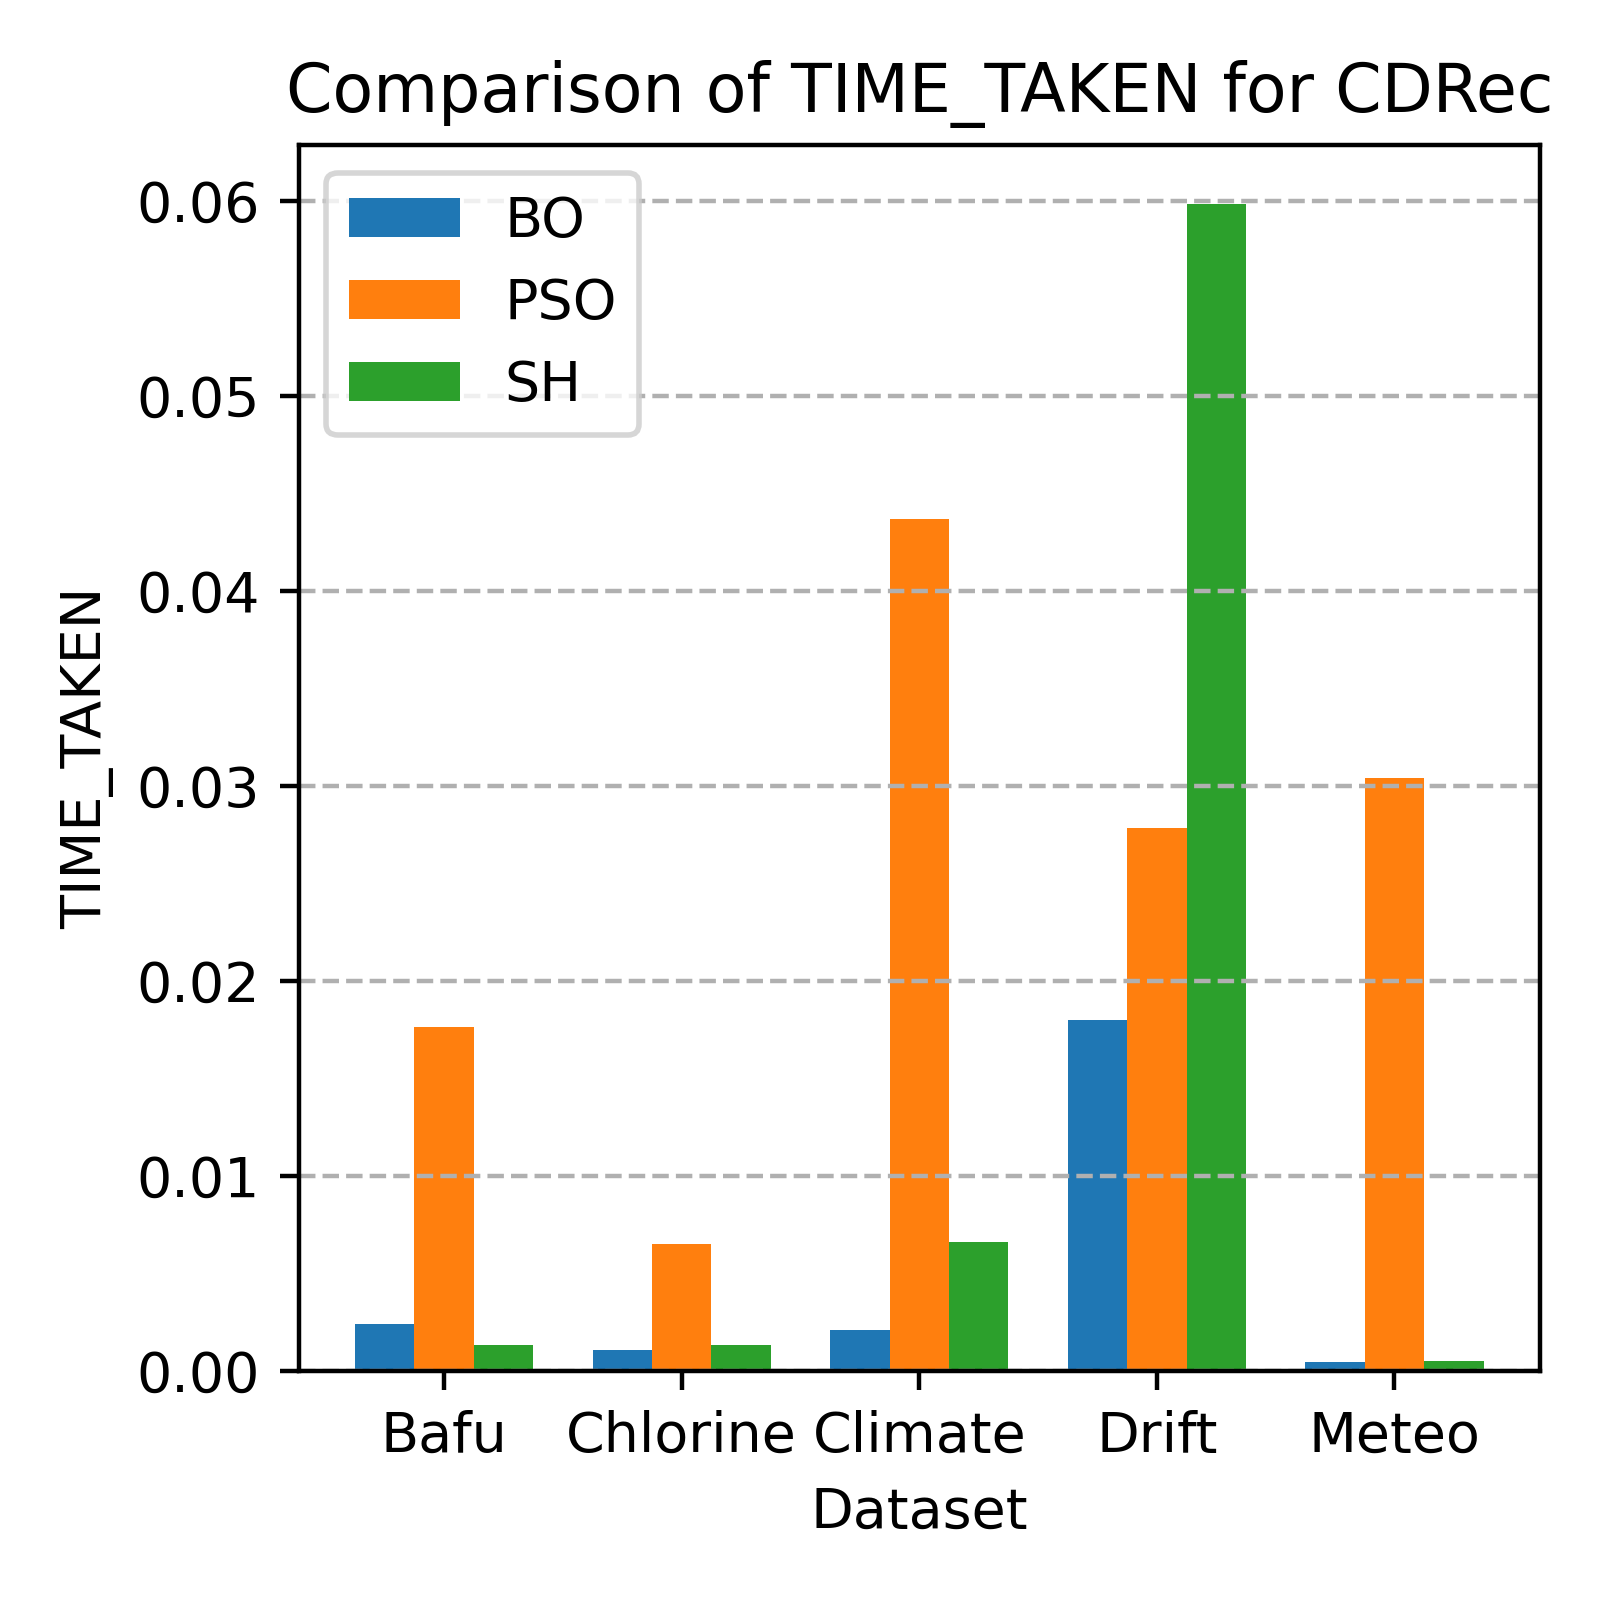 Comparison of TIME_TAKEN for CDRec
BO
PSO
SH
TIME_TAKEN
0.06
0.05
0.04
0.03
0.02
0.01
0.00
Bafu Chlorine Climate Drift Meteo
Dataset